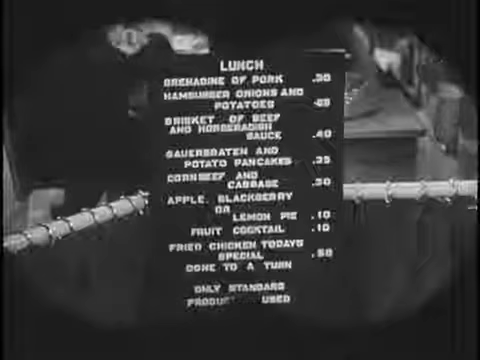 LUNCH
GRENADINE OF PORK .30
HAMBURGER ONIONS AND
POTATOES
BRISKET OF BEEF
AND HORSERADISH
SAUCE .40
SAUERBRATEN AND
POTATO PANCAKES .35
CORNBEEF AND
CABBAGE .30
APPLE, BLACKBERRY
OR
LEMON PIE .10
FRUIT COCKTAIL .10
FRIED CHICKEN TODAYS
SPECIAL .50
DONE TO A TURN
ONLY STANDARD
USED